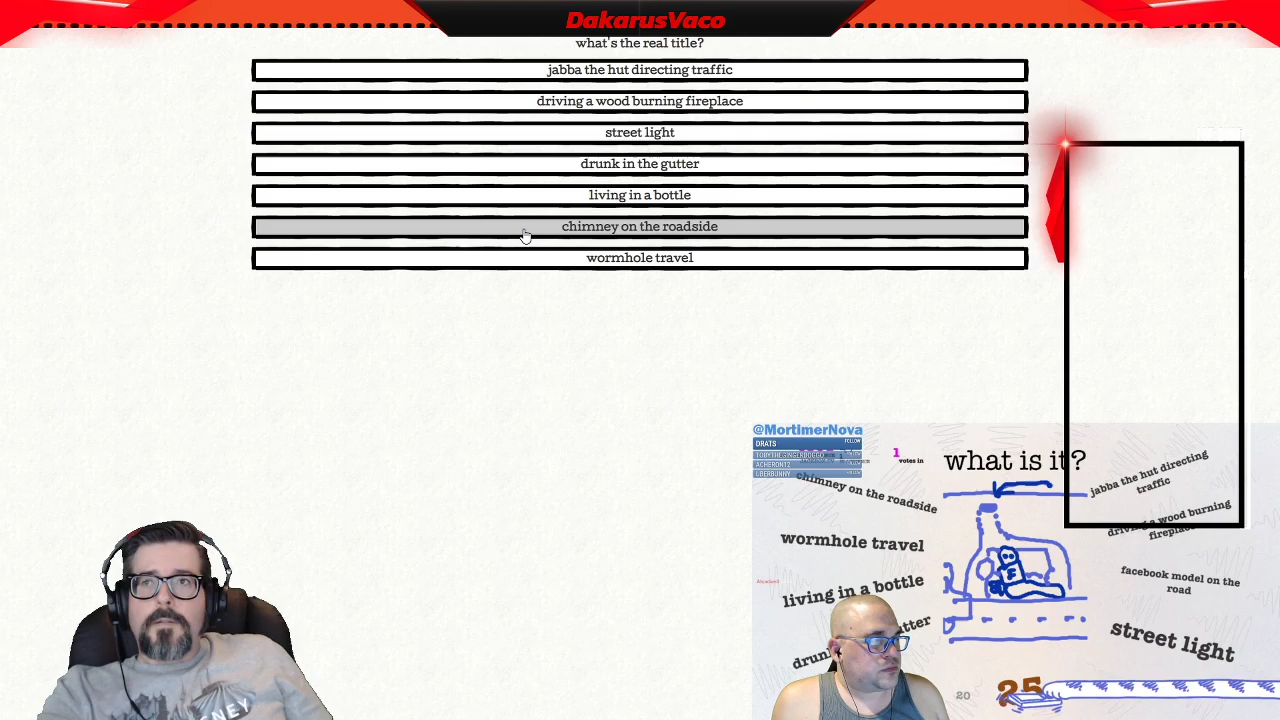 DakarusVaco
what's the real title?
jabba the hut directing traffic
driving a wood burning fireplace
street light
drunk in the gutter
living in a bottle
chimney on the roadside
wormhole travel
@MortimerNova
DRATS
FOLLOW
ACHERON12
UBERBUNNY
1
votes in
what is it?
chimney on the roadside
wormhole travel
living in a bottle
jabba the hut directing
traffic
driving a wood burning
facebook model on the
road
street light
20
25